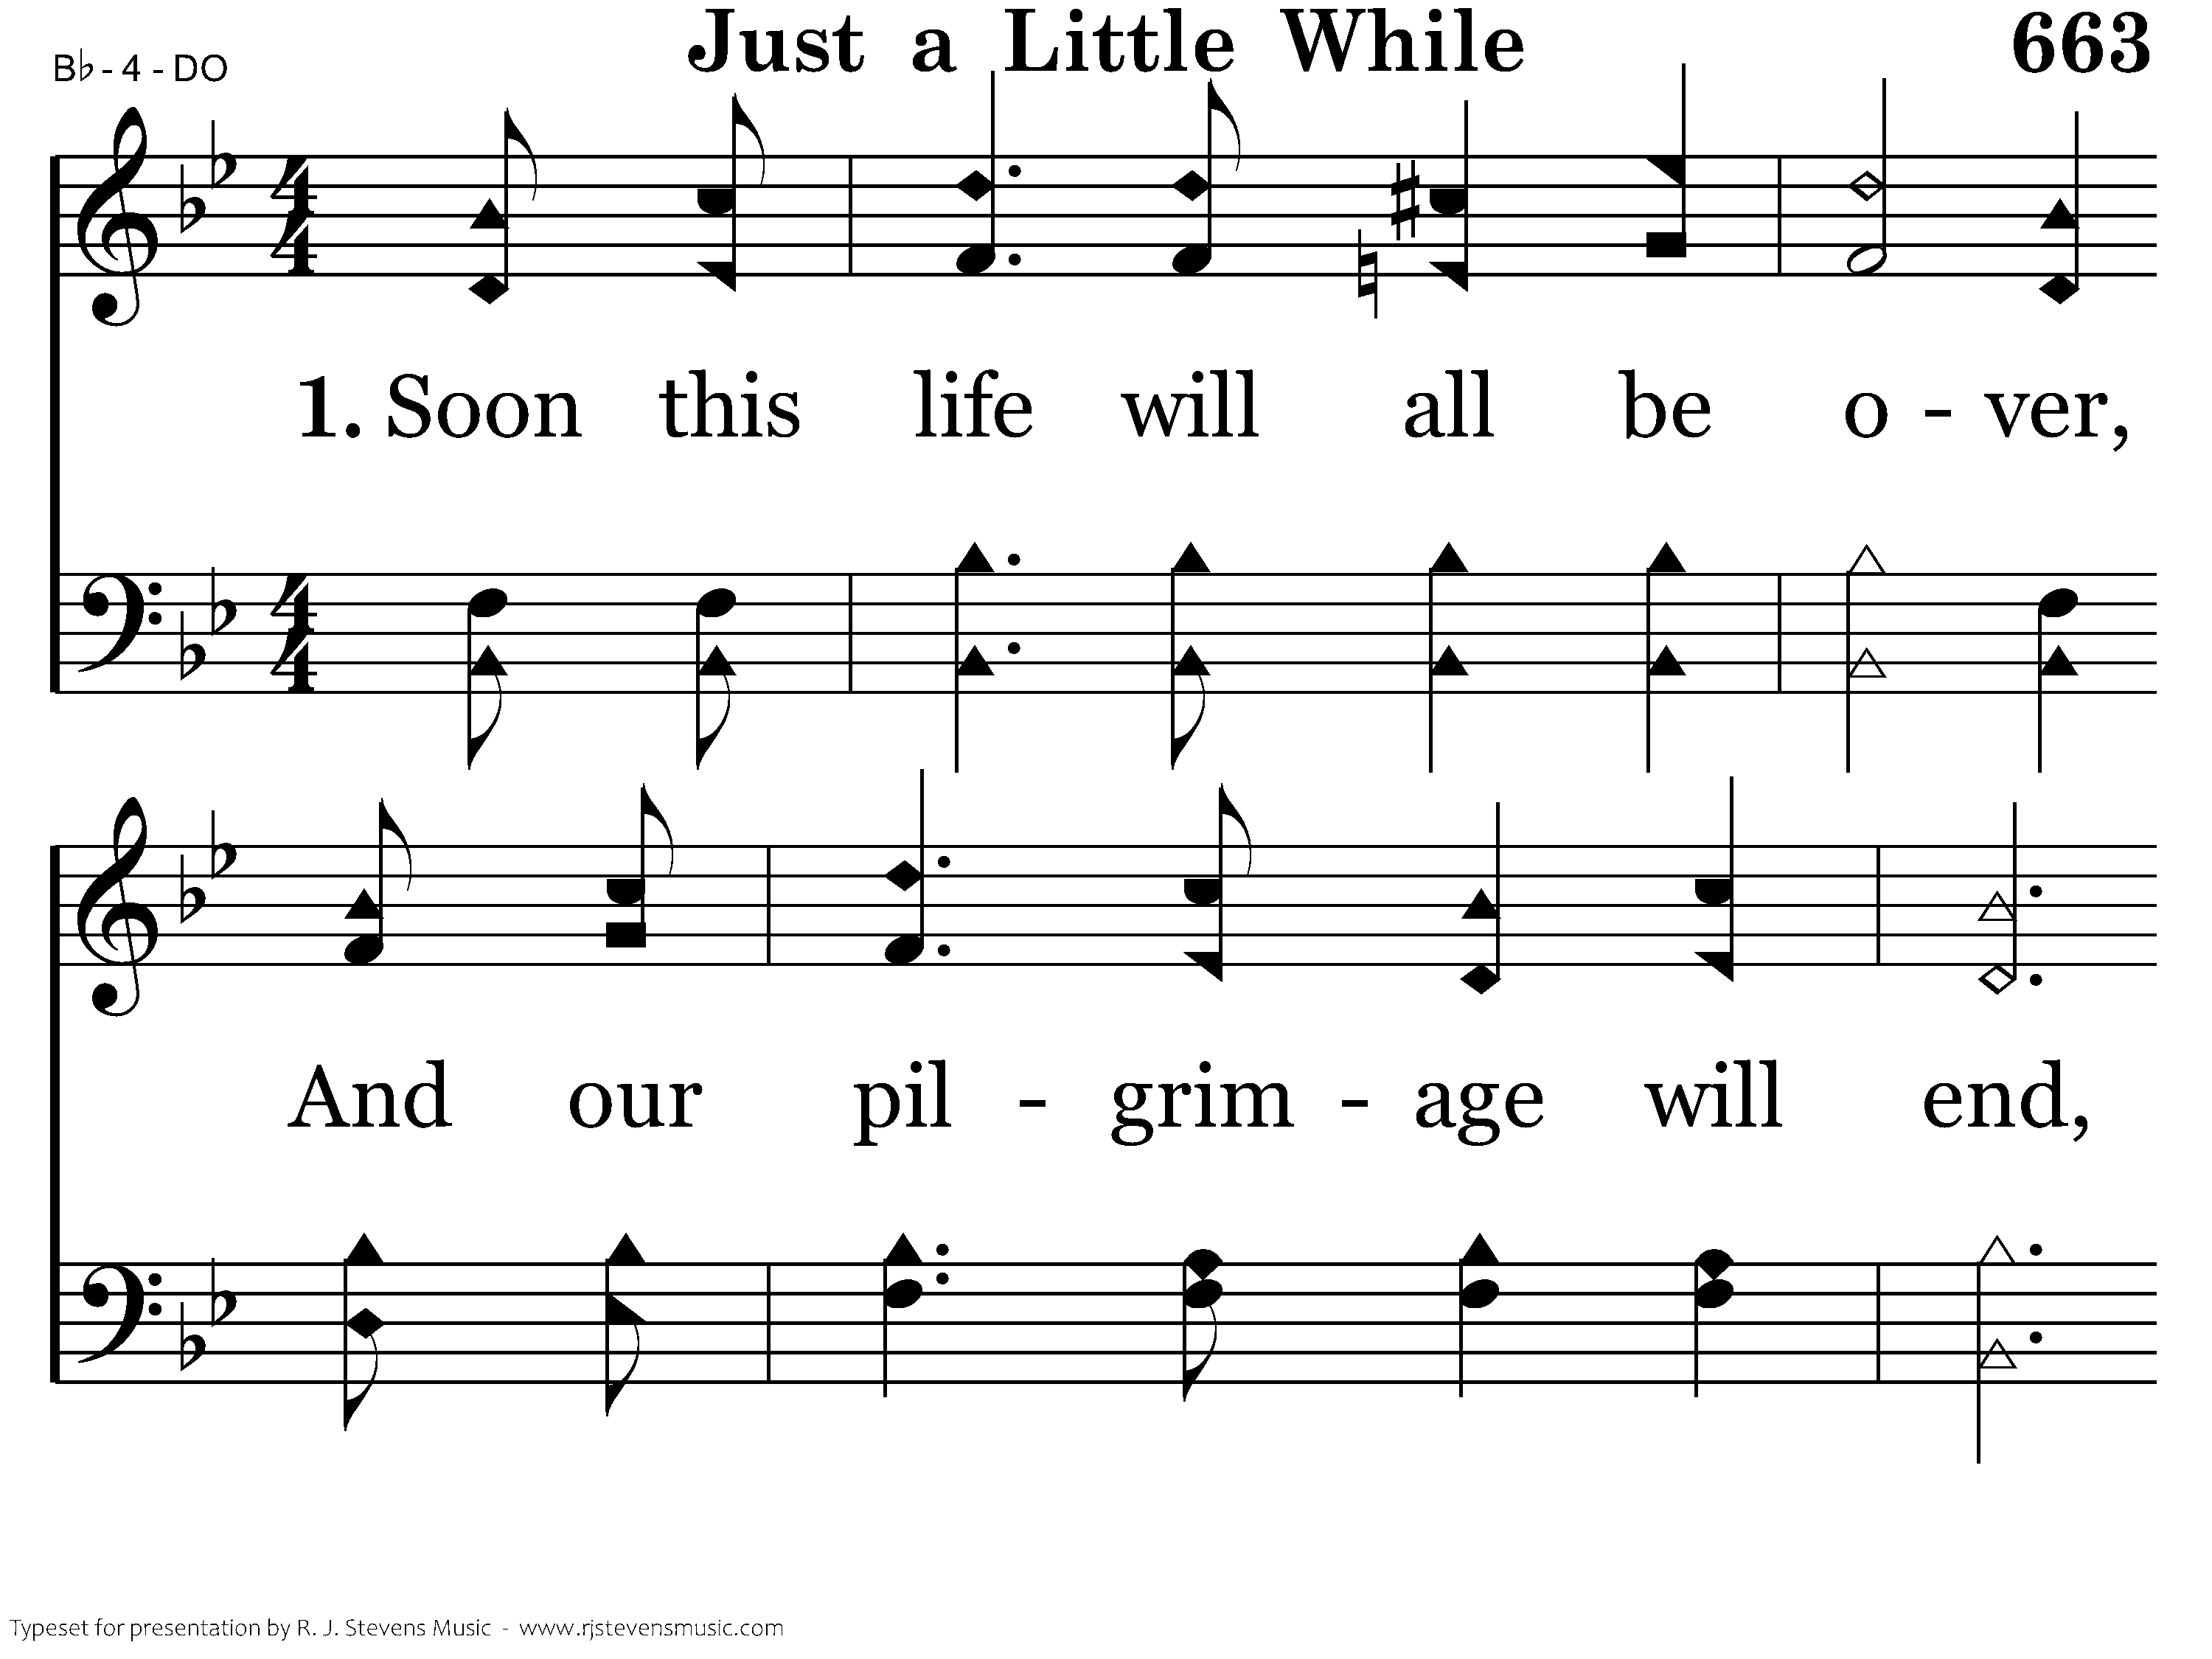 Just a Little While 663
B♭ - 4 - DO
1. Soon this life will all be o - ver,
And our pil - grim - age will end,
Typeset for presentation by R. J. Stevens Music - www.rjstevensmusic.com